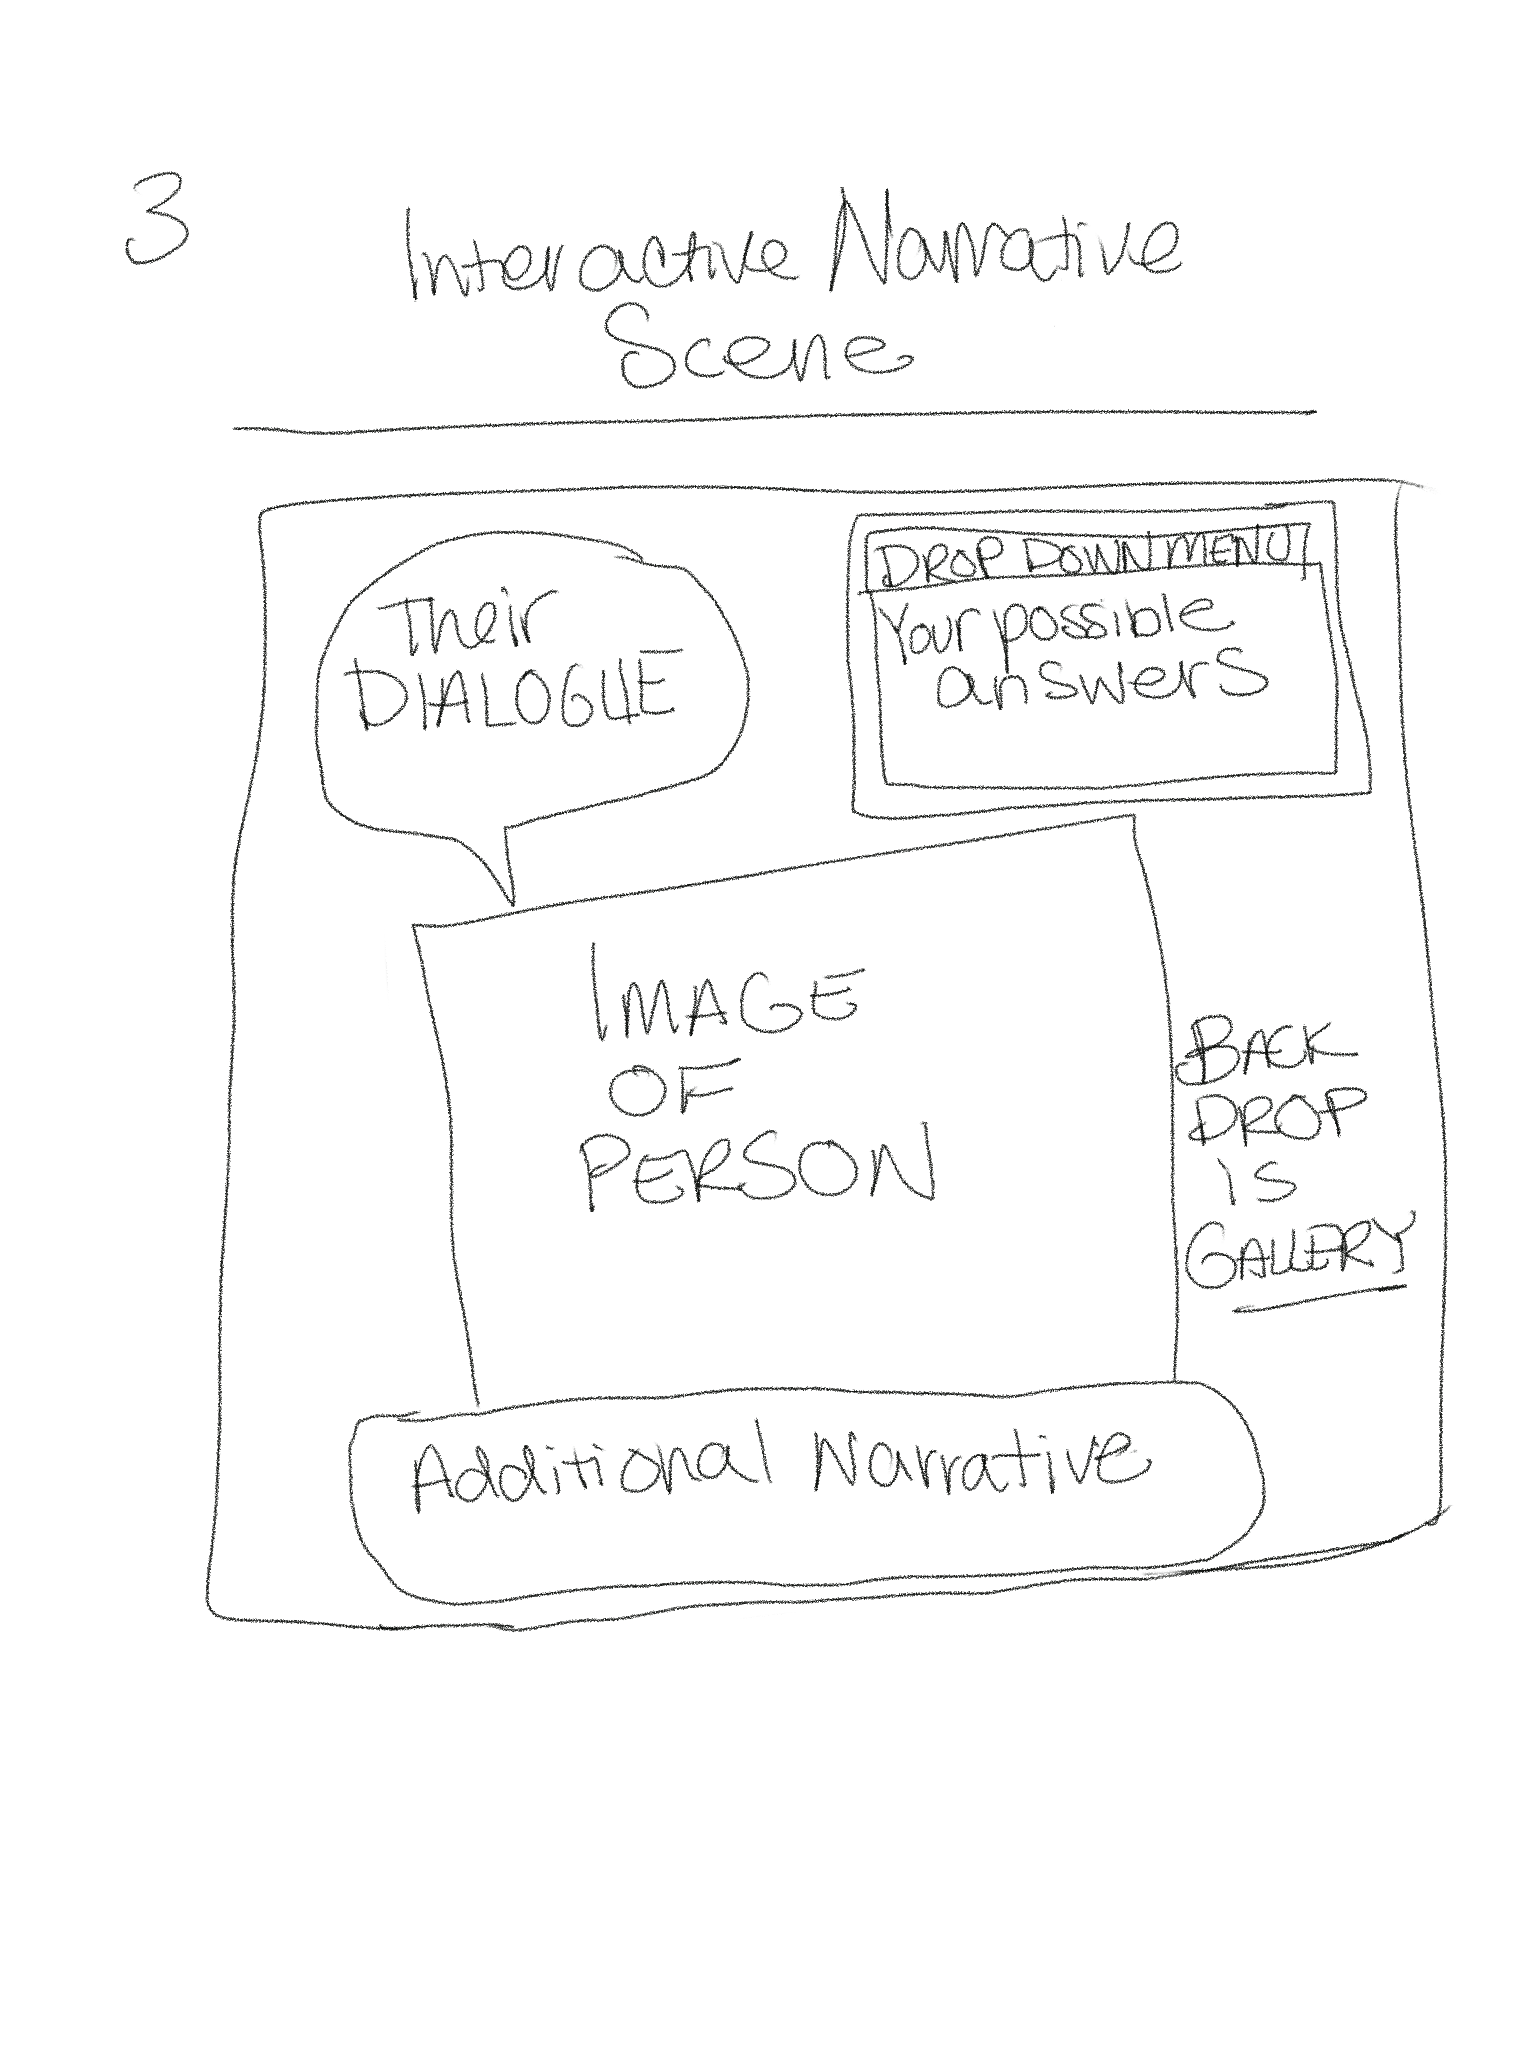 3
Interactive Narrative
Scene
Their
DIALOGUE
DROP DOWN MENU
Your possible
answers
IMAGE
OF
PERSON
BACK
DROP
IS
GALLERY
Additional Narrative